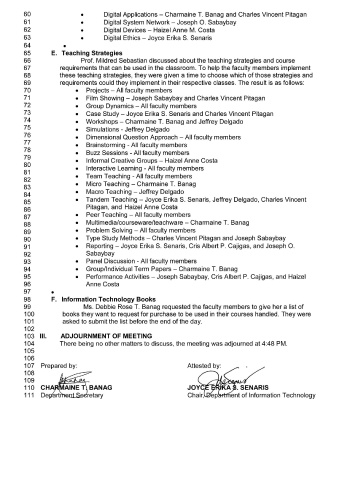 60 • Digital Applications – Charmaine T. Banag and Charles Vincent Pitagan
61 • Digital System Network – Joseph O. Sabaybay
62 • Digital Devices – Haizel Anne M. Costa
63 • Digital Ethics – Joyce Erika S. Senaris
64 •
65 E. Teaching Strategies
66 Prof. Mildred Sebastian discussed about the teaching strategies and course
67 requirements that can be used in the classroom. To help the faculty members implement
68 these teaching strategies, they were given a time to choose which of those strategies and
69 requirements could they implement in their respective classes. The result is as follows:
70 • Projects – All faculty members
71 • Film Showing – Joseph Sabaybay and Charles Vincent Pitagan
72 • Group Dynamics – All faculty members
73 • Case Study – Joyce Erika S. Senaris and Charles Vincent Pitagan
74 • Workshops – Charmaine T. Banag and Jeffrey Delgado
75 • Simulations - Jeffrey Delgado
76 • Dimensional Question Approach – All faculty members
77 • Brainstorming - All faculty members
78 • Buzz Sessions - All faculty members
79 • Informal Creative Groups – Haizel Anne Costa
80 • Interactive Learning - All faculty members
81 • Team Teaching - All faculty members
82 • Micro Teaching – Charmaine T. Banag
83 • Macro Teaching – Jeffrey Delgado
84 • Tandem Teaching – Joyce Erika S. Senaris, Jeffrey Delgado, Charles Vincent
85 Pitagan, and Haizel Anne Costa
86 • Peer Teaching – All faculty members
87 • Multimedia/courseware/teachware – Charmaine T. Banag
88 • Problem Solving – All faculty members
89 • Type Study Methods – Charles Vincent Pitagan and Joseph Sabaybay
90 • Reporting – Joyce Erika S. Senaris, Cris Albert P. Cajigas, and Joseph O.
91 Sabaybay
92 • Panel Discussion - All faculty members
93 • Group/Individual Term Papers – Charmaine T. Banag
94 • Performance Activities – Joseph Sabaybay, Cris Albert P. Cajigas, and Haizel
95 Anne Costa
96
97 •
98 F. Information Technology Books
99 Ms. Debbie Rose T. Banag requested the faculty members to give her a list of
100 books they want to request for purchase to be used in their courses handled. They were
101 asked to submit the list before the end of the day.
102
103 III. ADJOURNMENT OF MEETING
104 There being no other matters to discuss, the meeting was adjourned at 4:48 PM.
105
106
107 Prepared by: Attested by:
108
109
110 CHARMAINE T. BANAG JOYCE ERIKA S. SENARIS
111 Department Secretary Chair, Department of Information Technology